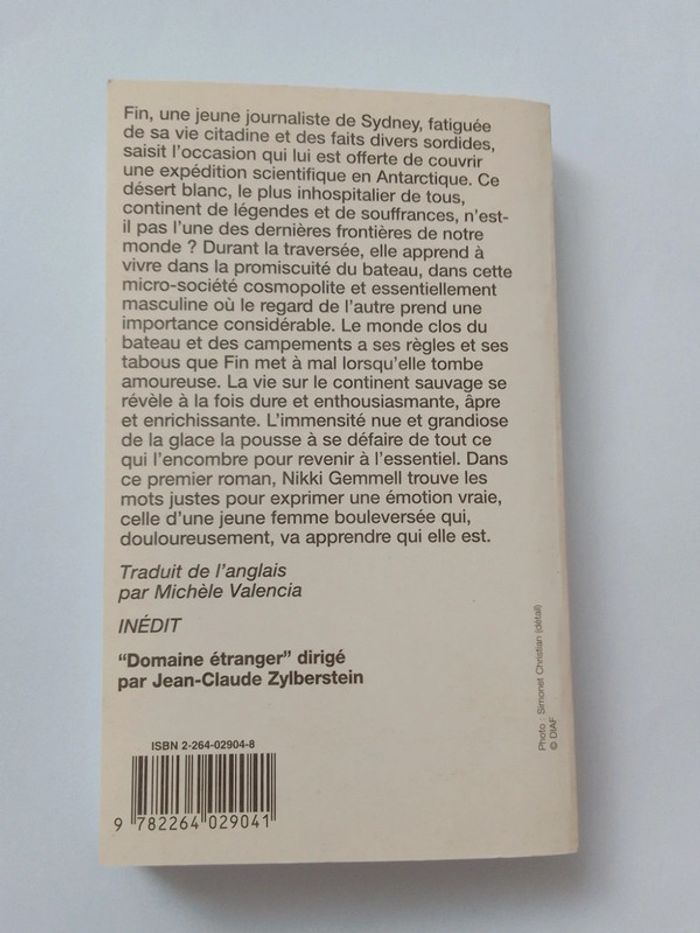 Fin, une jeune journaliste de Sydney, fatiguée
de sa vie citadine et des faits divers sordides,
saisit l'occasion qui lui est offerte de couvrir
une expédition scientifique en Antarctique. Ce
désert blanc, le plus inhospitalier de tous,
continent de légendes et de souffrances, n'est-
il pas l'une des dernières frontières de notre
monde ? Durant la traversée, elle apprend à
vivre dans la promiscuité du bateau, dans cette
micro-société cosmopolite et essentiellement
masculine où le regard de l'autre prend une
importance considérable. Le monde clos du
bateau et des campements a ses règles et ses
tabous que Fin met à mal lorsqu'elle tombe
amoureuse. La vie sur le continent sauvage se
révèle à la fois dure et enthousiasmante, âpre
et enrichissante. L'immensité nue et grandiose
de la glace la pousse à se défaire de tout ce
qui l'encombre pour revenir à l'essentiel. Dans
ce premier roman, Nikki Gemmell trouve les
mots justes pour exprimer une émotion vraie,
celle d'une jeune femme bouleversée qui,
douloureusement, va apprendre qui elle est.
Traduit de l'anglais
par Michèle Valencia
INÉDIT
“Domaine étranger” dirigé
par Jean-Claude Zylberstein
Photo : Simonet Christian (détail)
© DIAF
ISBN 2-264-02904-8
9 782264 029041